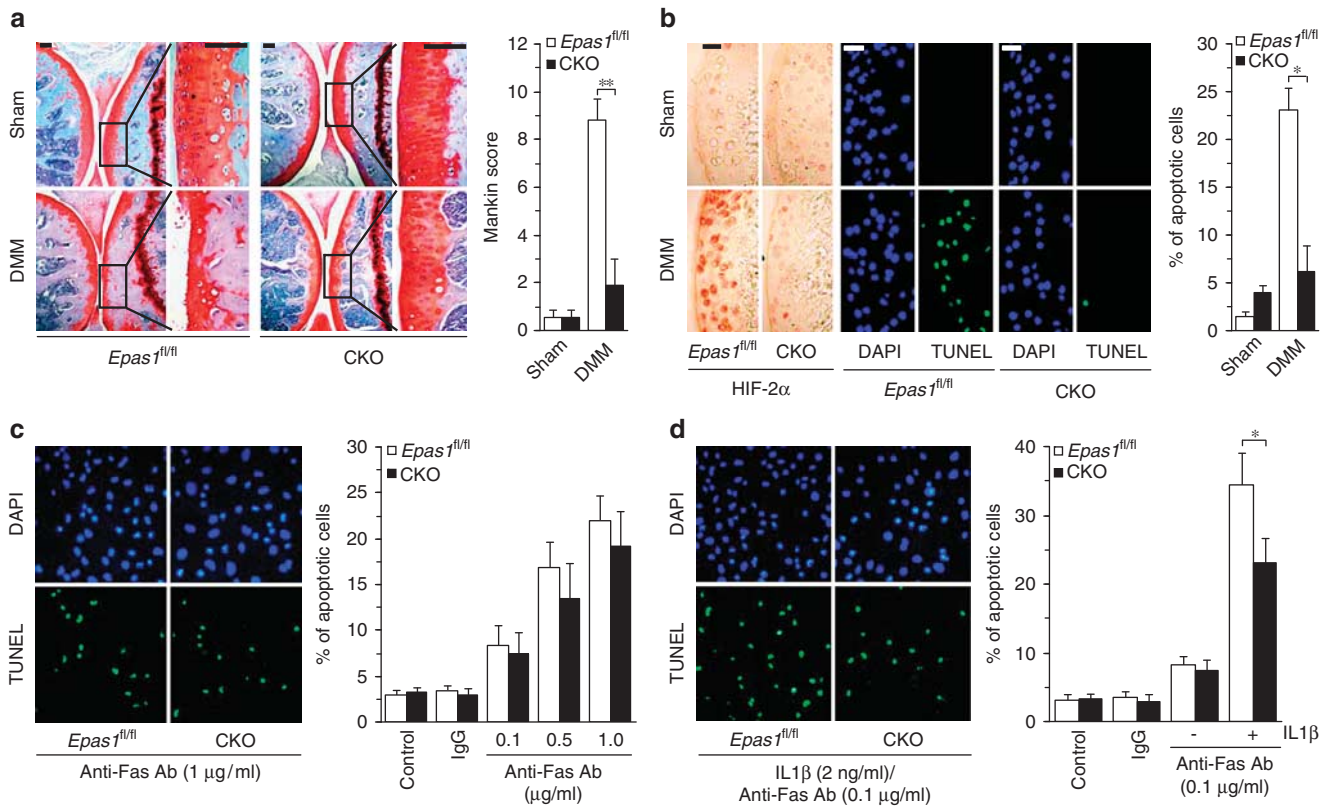 a
Sham
DMM
Epas1fl/fl
CKO
Mankin score
12
10
8
6
4
2
0
Epas1fl/fl
CKO
**
Sham
DMM
b
Sham
DMM
Epas1fl/fl
CKO
DAPI
TUNEL
DAPI
TUNEL
HIF-2α
Epas1fl/fl
CKO
% of apoptotic cells
30
25
20
15
10
5
0
Epas1fl/fl
CKO
*
Sham
DMM
c
DAPI
TUNEL
Epas1fl/fl
CKO
Anti-Fas Ab (1 μg/ml)
% of apoptotic cells
30
25
20
15
10
5
0
Epas1fl/fl
CKO
Control
IgG
0.1
0.5
1.0
Anti-Fas Ab
(μg/ml)
d
DAPI
TUNEL
Epas1fl/fl
CKO
IL1β (2 ng/ml)/
Anti-Fas Ab (0.1 μg/ml)
% of apoptotic cells
40
30
20
10
0
Epas1fl/fl
CKO
*
Control
IgG
-
+
IL1β
Anti-Fas Ab
(0.1 μg/ml)